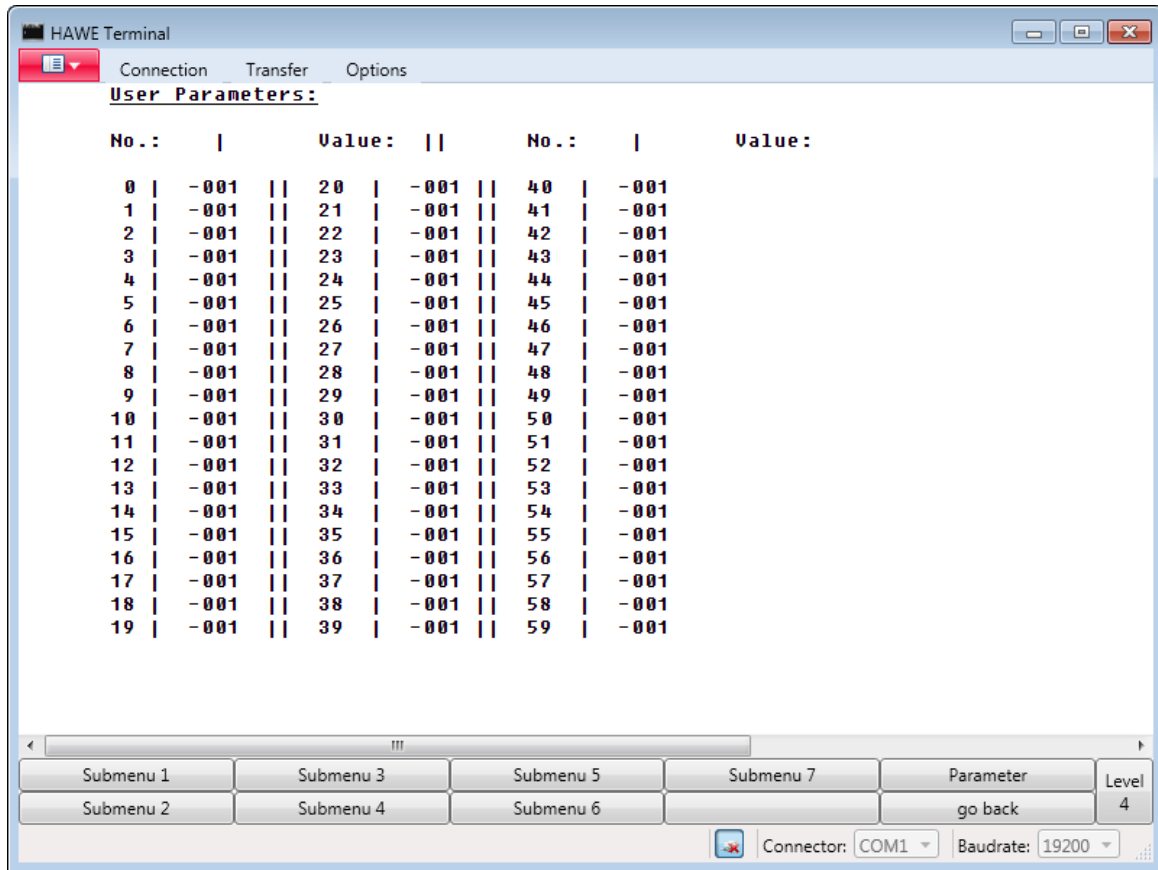 HAWE Terminal
Connection Transfer Options
User Parameters:
No.: | Value: || No.: | Value:
0 | -001 || 20 | -001 || 40 | -001
1 | -001 || 21 | -001 || 41 | -001
2 | -001 || 22 | -001 || 42 | -001
3 | -001 || 23 | -001 || 43 | -001
4 | -001 || 24 | -001 || 44 | -001
5 | -001 || 25 | -001 || 45 | -001
6 | -001 || 26 | -001 || 46 | -001
7 | -001 || 27 | -001 || 47 | -001
8 | -001 || 28 | -001 || 48 | -001
9 | -001 || 29 | -001 || 49 | -001
10 | -001 || 30 | -001 || 50 | -001
11 | -001 || 31 | -001 || 51 | -001
12 | -001 || 32 | -001 || 52 | -001
13 | -001 || 33 | -001 || 53 | -001
14 | -001 || 34 | -001 || 54 | -001
15 | -001 || 35 | -001 || 55 | -001
16 | -001 || 36 | -001 || 56 | -001
17 | -001 || 37 | -001 || 57 | -001
18 | -001 || 38 | -001 || 58 | -001
19 | -001 || 39 | -001 || 59 | -001
Submenu 1 Submenu 3 Submenu 5 Submenu 7 Parameter Level
Submenu 2 Submenu 4 Submenu 6 go back 4
Connector: COM1 Baudrate: 19200